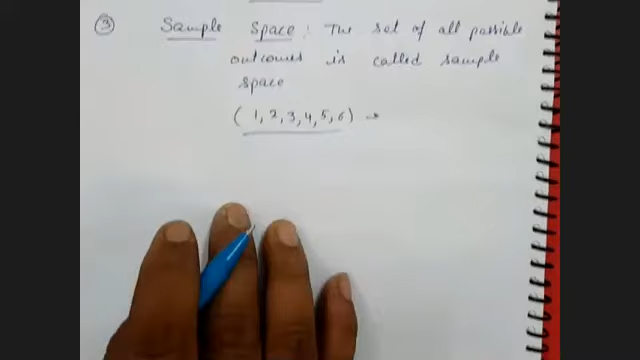 ③ Sample Space : The set of all possible
outcomes is called sample
space
( 1, 2, 3, 4, 5, 6 ) →